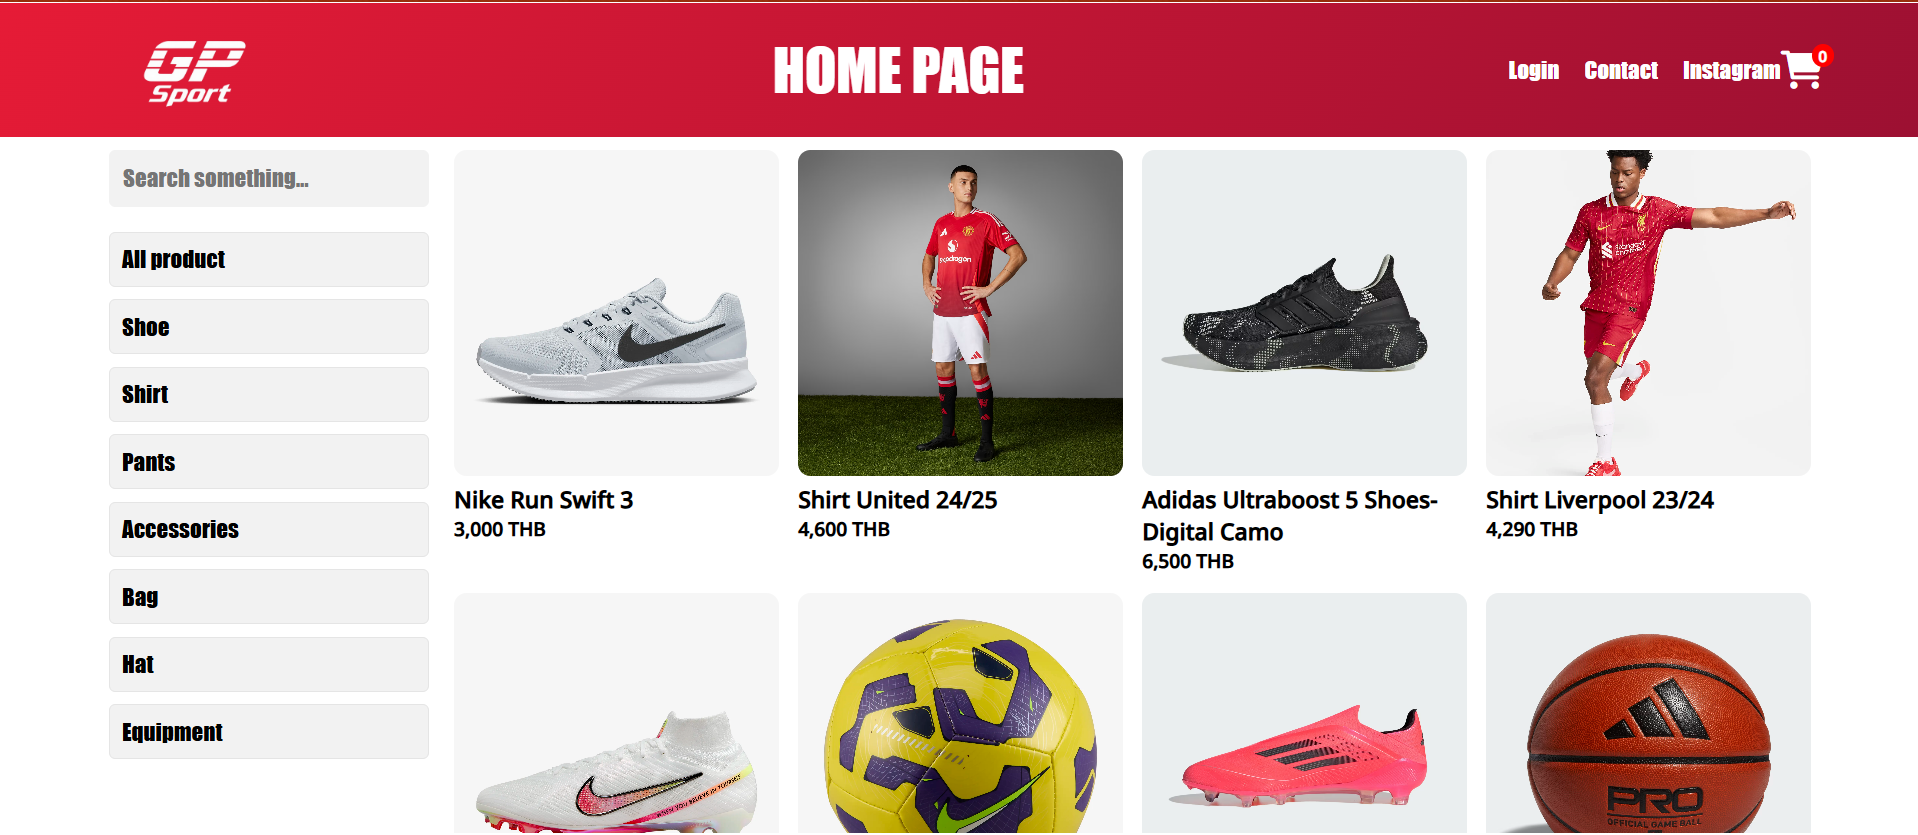 GP
Sport
HOME PAGE
Login Contact Instagram 0
Search something...
All product
Shoe
Shirt
Pants
Accessories
Bag
Hat
Equipment
Nike Run Swift 3
3,000 THB
Shirt United 24/25
4,600 THB
Adidas Ultraboost 5 Shoes-
Digital Camo
6,500 THB
Shirt Liverpool 23/24
4,290 THB
PRO
OFFICIAL GAME BALL